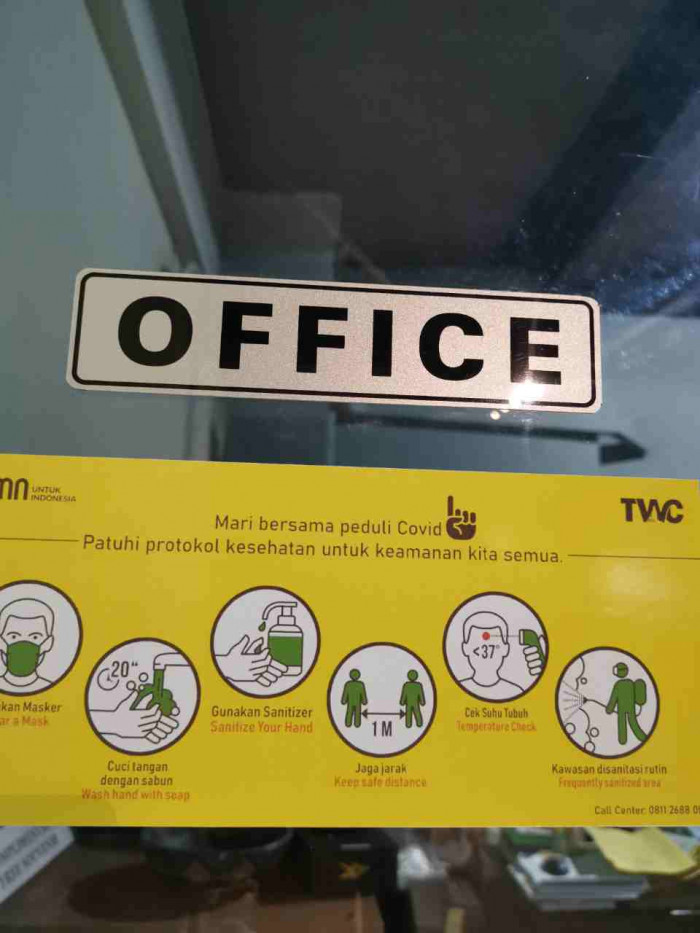 OFFICE
UNTUK
INDONESIA
TWC
Mari bersama peduli Covid
Patuhi protokol kesehatan untuk keamanan kita semua.
<37°
20"
1 M
Masker
a Mask
Gunakan Sanitizer
Sanitize Your Hand
Cek Suhu Tubuh
Temperature Check
Cuci tangan
dengan sabun
Wash hand with soap
Jaga jarak
Keep safe distance
Kawasan disanitasi rutin
Frequently sanitized area
Call Center: 0811 2688 0